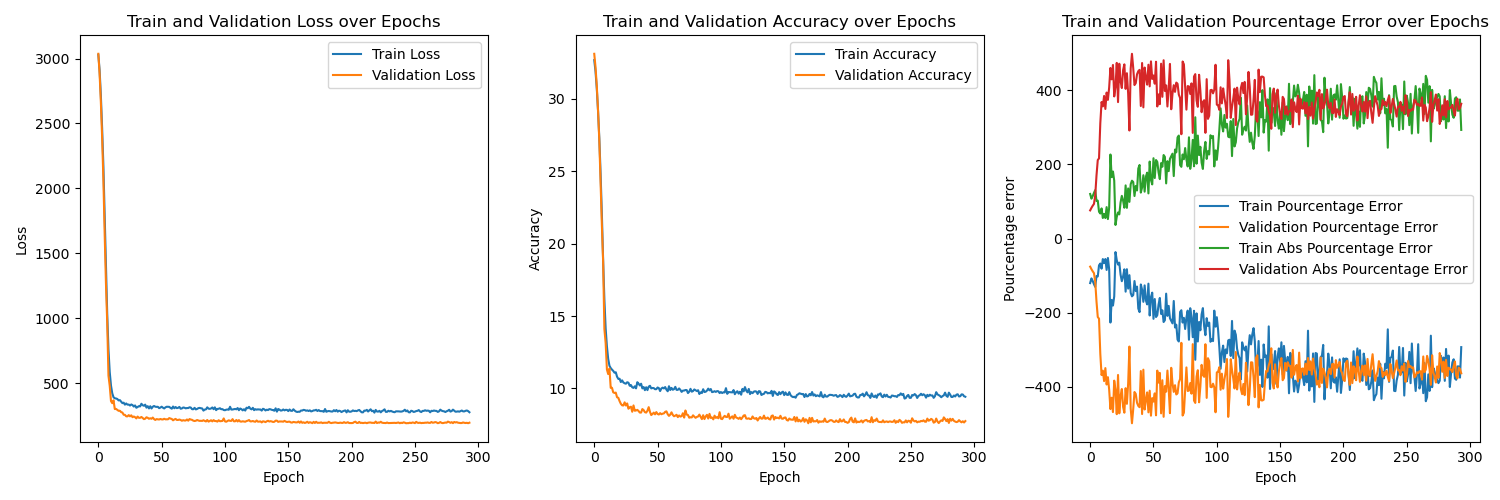 Train and Validation Loss over Epochs
Train Loss
Validation Loss
3000
2500
2000
1500
1000
500
Loss
0
50
100
150
200
250
300
Epoch
Train and Validation Accuracy over Epochs
Train Accuracy
Validation Accuracy
30
25
20
15
10
Accuracy
0
50
100
150
200
250
300
Epoch
Train and Validation Pourcentage Error over Epochs
400
200
0
−200
−400
Pourcentage error
Train Pourcentage Error
Validation Pourcentage Error
Train Abs Pourcentage Error
Validation Abs Pourcentage Error
0
50
100
150
200
250
300
Epoch